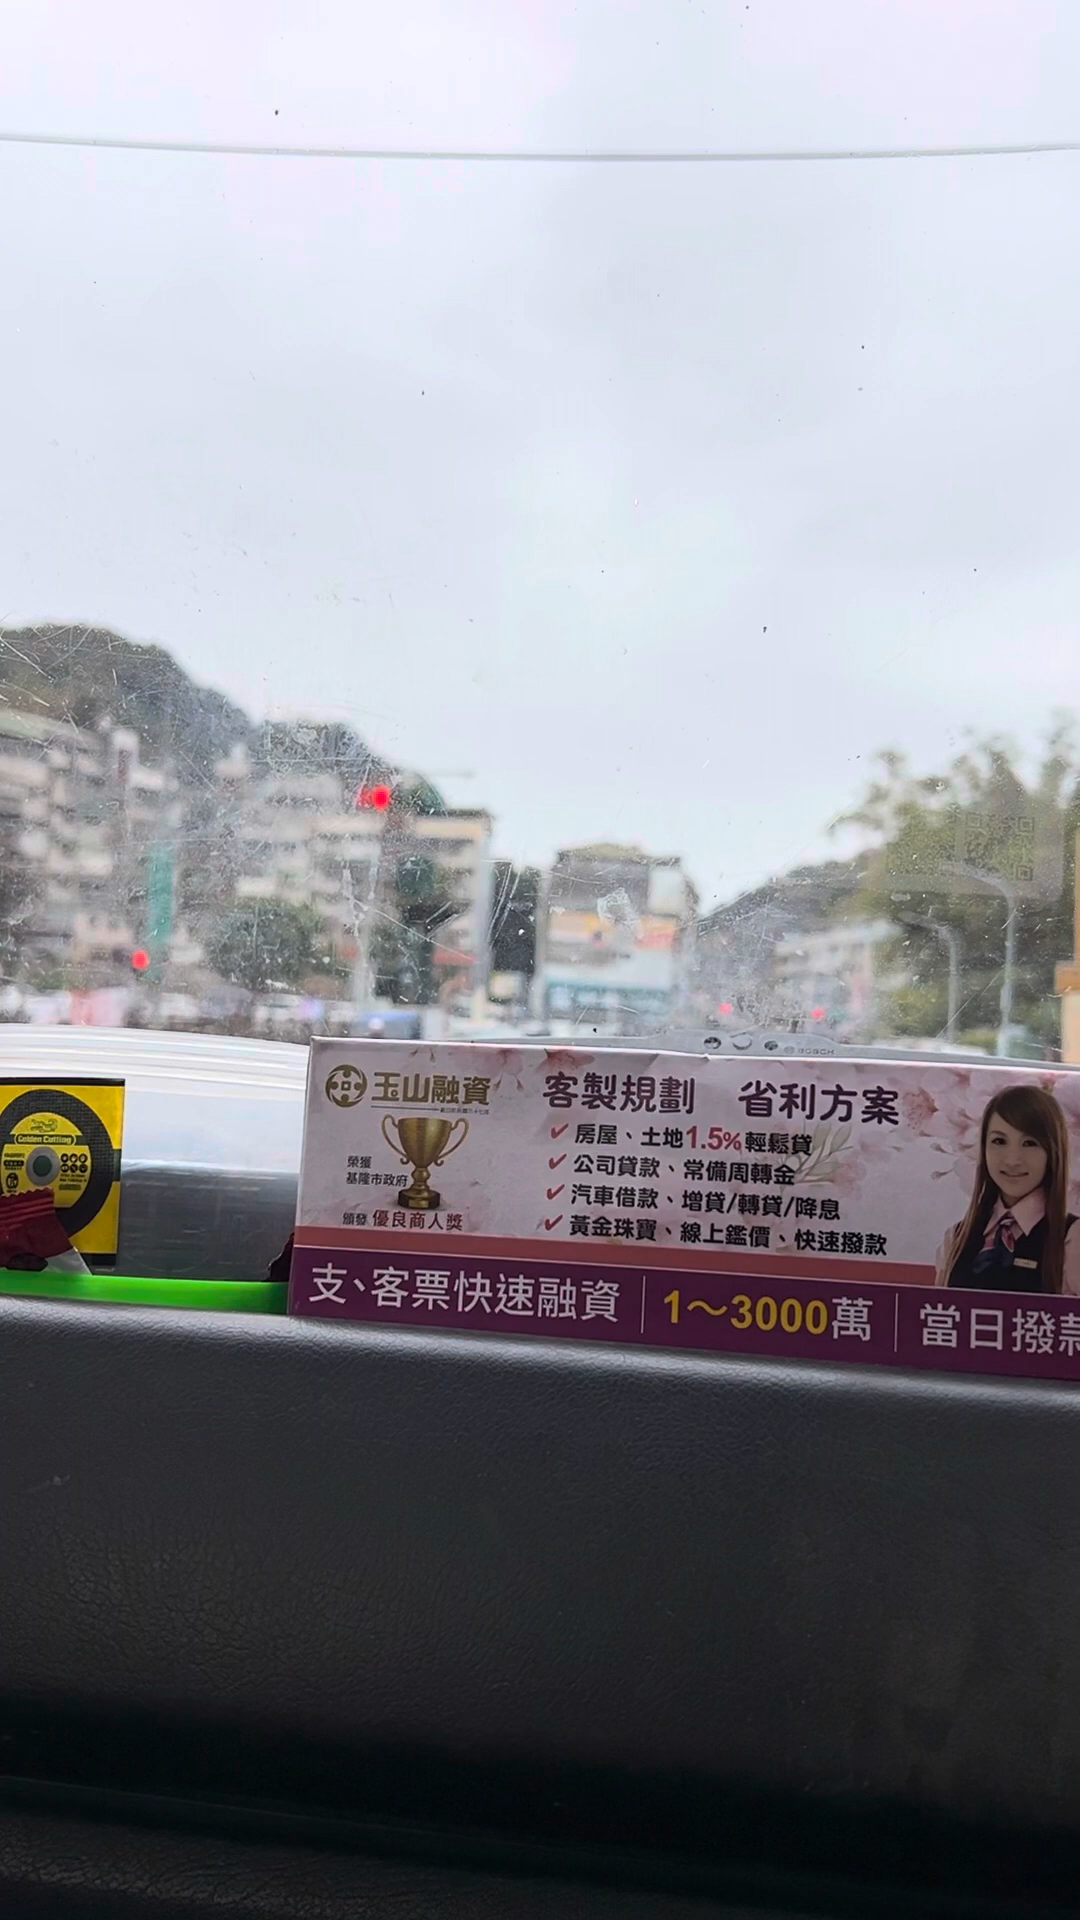 Golden Cutting
BOSCH
玉山融資
榮獲
基隆市政府
頒發 優良商人獎
客製規劃 省利方案
✓ 房屋、土地1.5%輕鬆貸
✓ 公司貸款、常備周轉金
✓ 汽車借款、增貸/轉貸/降息
✓ 黃金珠寶、線上鑑價、快速撥款
支、客票快速融資 | 1～3000萬 | 當日撥款